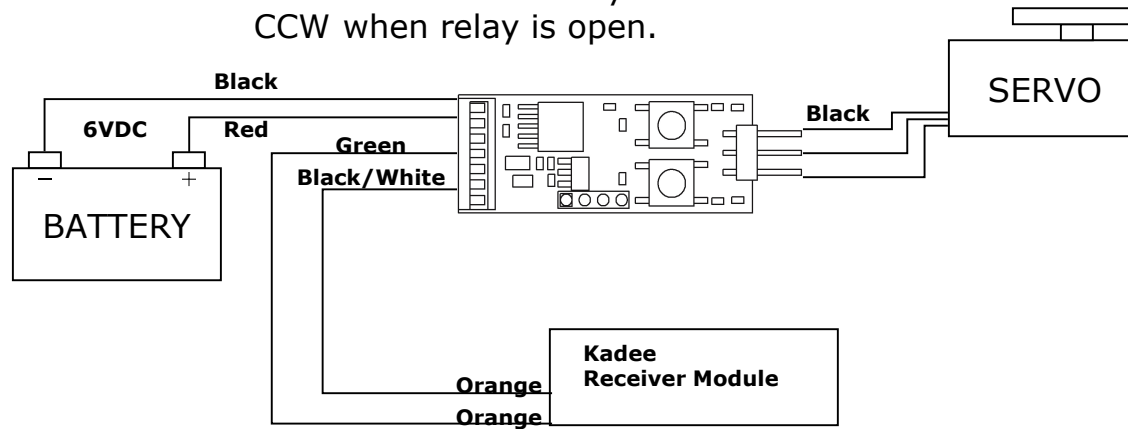 CCW when relay is open.
Black
6VDC
Red
Green
Black/White
Black
SERVO
− +
BATTERY
Kadee
Receiver Module
Orange
Orange